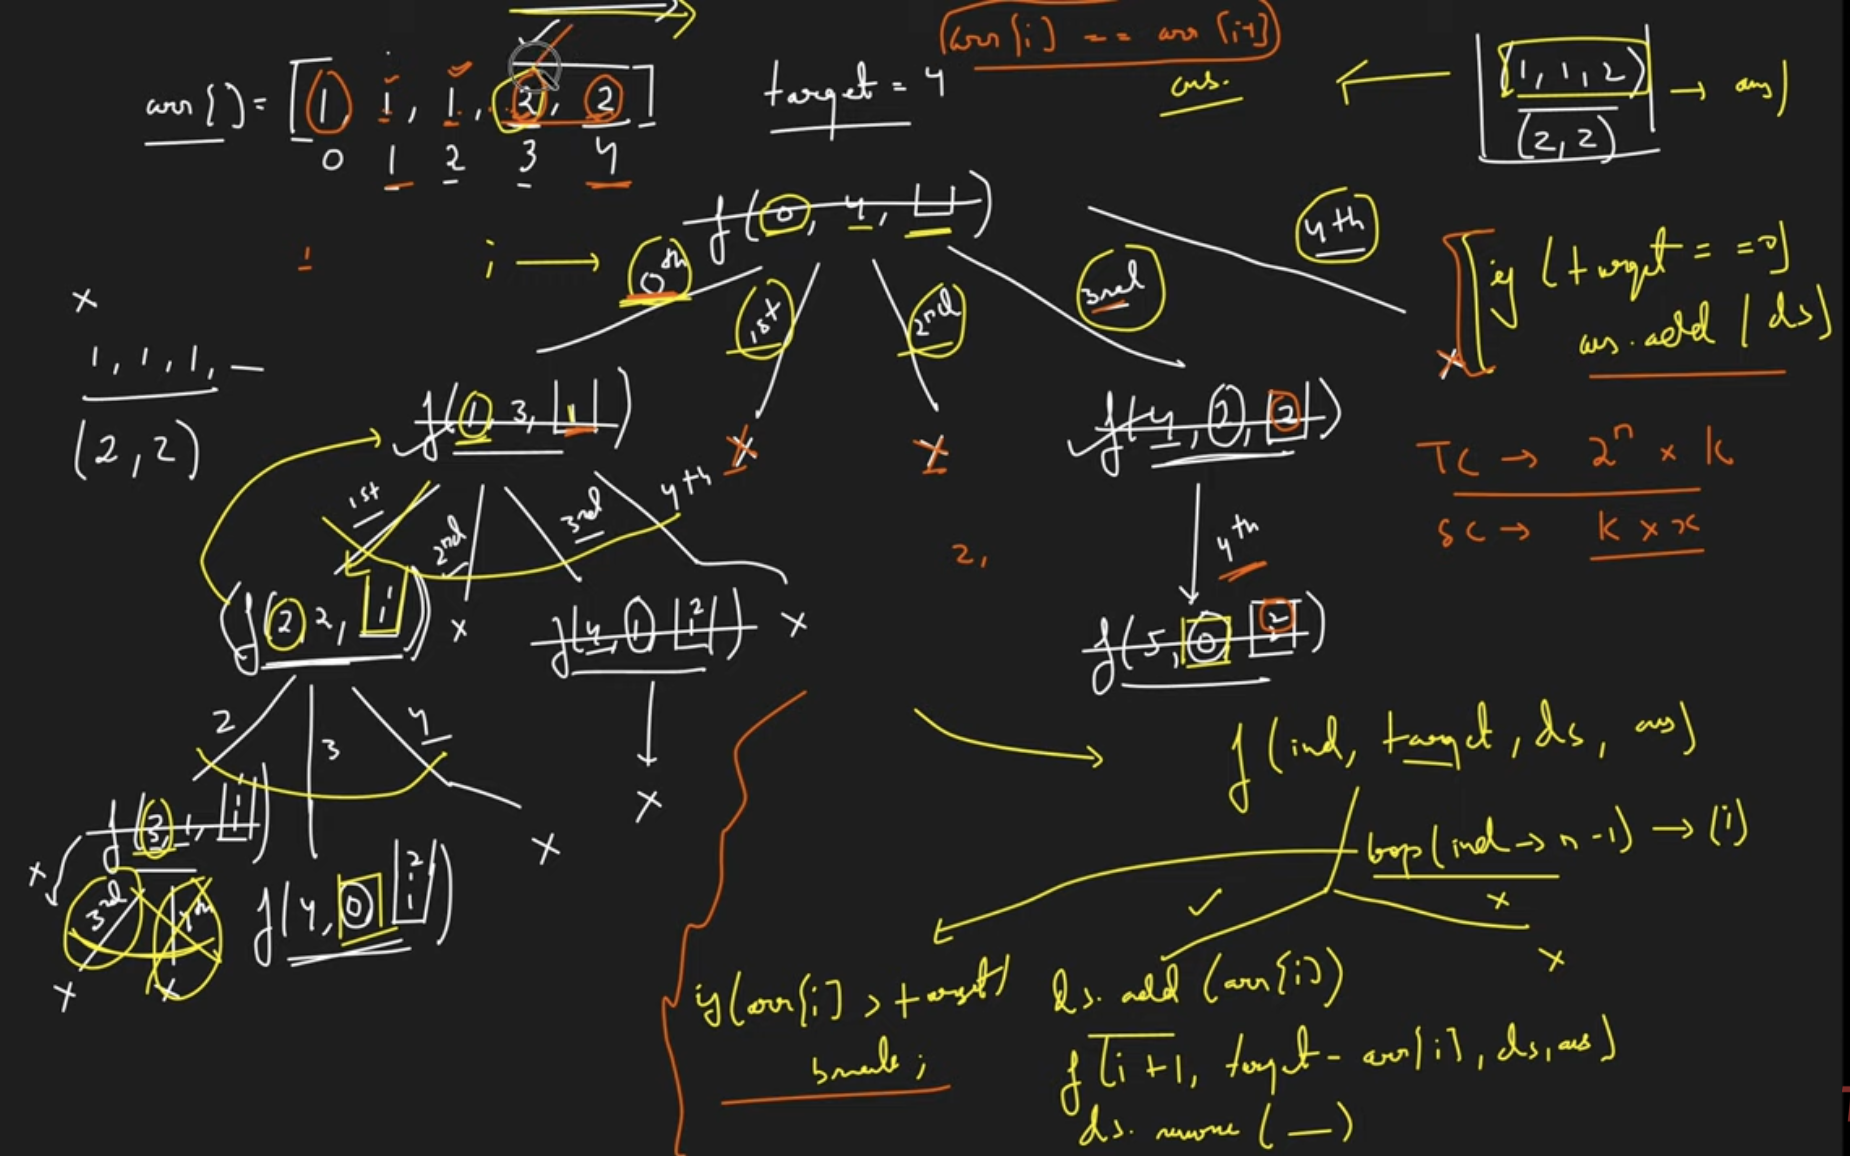 arr[i] == arr[i+1]
arr[] = [1, 1, 1, 2, 2]
0 1 2 3 4
target = 4
ans.
(1, 1, 2) → ans
(2, 2)
f(0, 4, )
i →
0th
1st
2nd
3rd
4th
if (target == 0)
ans.add (ds)
x
1, 1, 1, —
(2, 2)
f(1, 3, 1)
x
x
f(4, 2, 2)
x
TC → 2^n × k
SC → k × x
1st
2nd
3rd
4th
2,
4th
f(2, 2, 1 1)
x
f(4, 1, 2 1)
x
f(5, 0, 2 2)
2
3
4
x
f(3, 1, 1 1 1)
x
x
3rd
4th
x
x
f(4, 0, 2 1 1)
f(ind, target, ds, ans)
loop(ind → n-1) → (i)
✓
x
x
if(arr[i] > target)
break;
ds.add (arr[i])
f(i+1, target - arr[i], ds, ans)
ds.remove ( — )